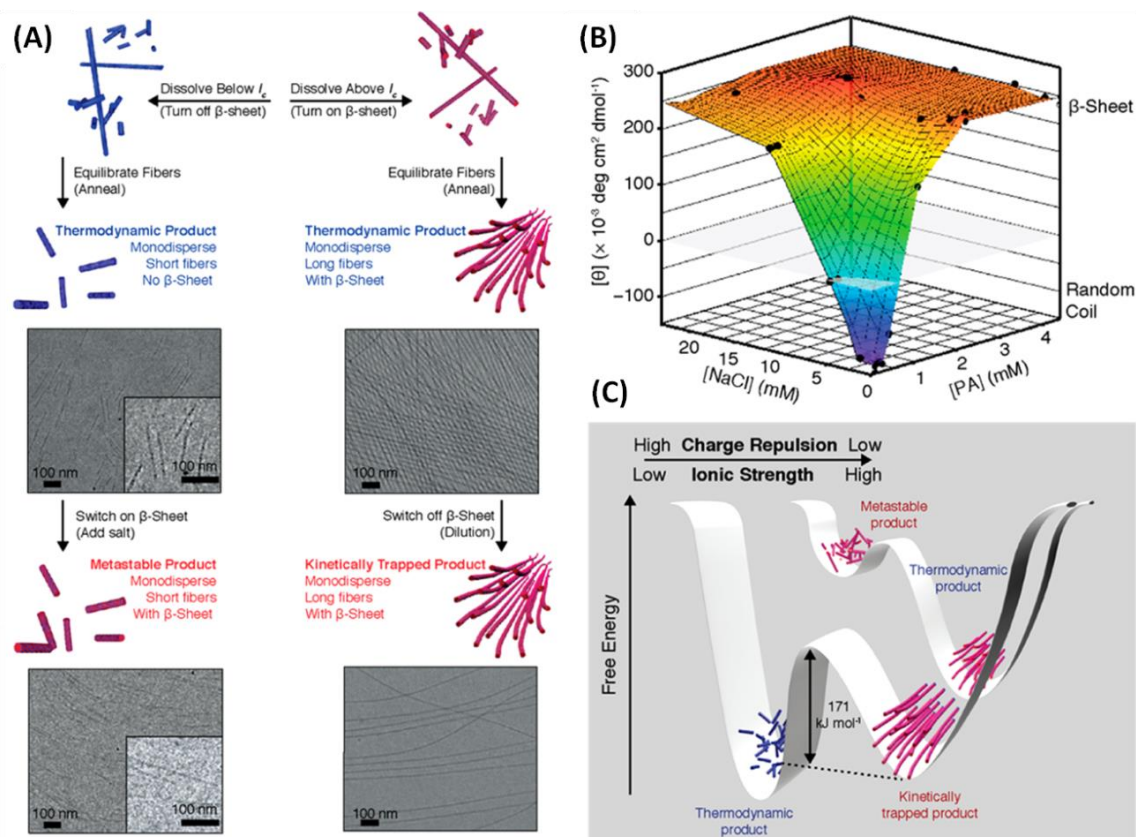 (A)
Dissolve Below I_c
(Turn off β-sheet)
Dissolve Above I_c
(Turn on β-sheet)
Equilibrate Fibers
(Anneal)
Equilibrate Fibers
(Anneal)
Thermodynamic Product
Monodisperse
Short fibers
No β-Sheet
Thermodynamic Product
Monodisperse
Long fibers
With β-Sheet
100 nm
100 nm
100 nm
Switch on β-Sheet
(Add salt)
Switch off β-Sheet
(Dilution)
Metastable Product
Monodisperse
Short fibers
With β-Sheet
Kinetically Trapped Product
Monodisperse
Long fibers
With β-Sheet
100 nm
100 nm
100 nm
(B)
[θ] (× 10⁻³ deg cm² dmol⁻¹)
300
200
100
0
−100
β-Sheet
Random
Coil
20
15
10
5
0
[NaCl] (mM)
1
2
3
4
[PA] (mM)
(C)
High Charge Repulsion Low
Low Ionic Strength High
Free Energy
Metastable
product
Thermodynamic
product
171
kJ mol⁻¹
Thermodynamic
product
Kinetically
trapped product